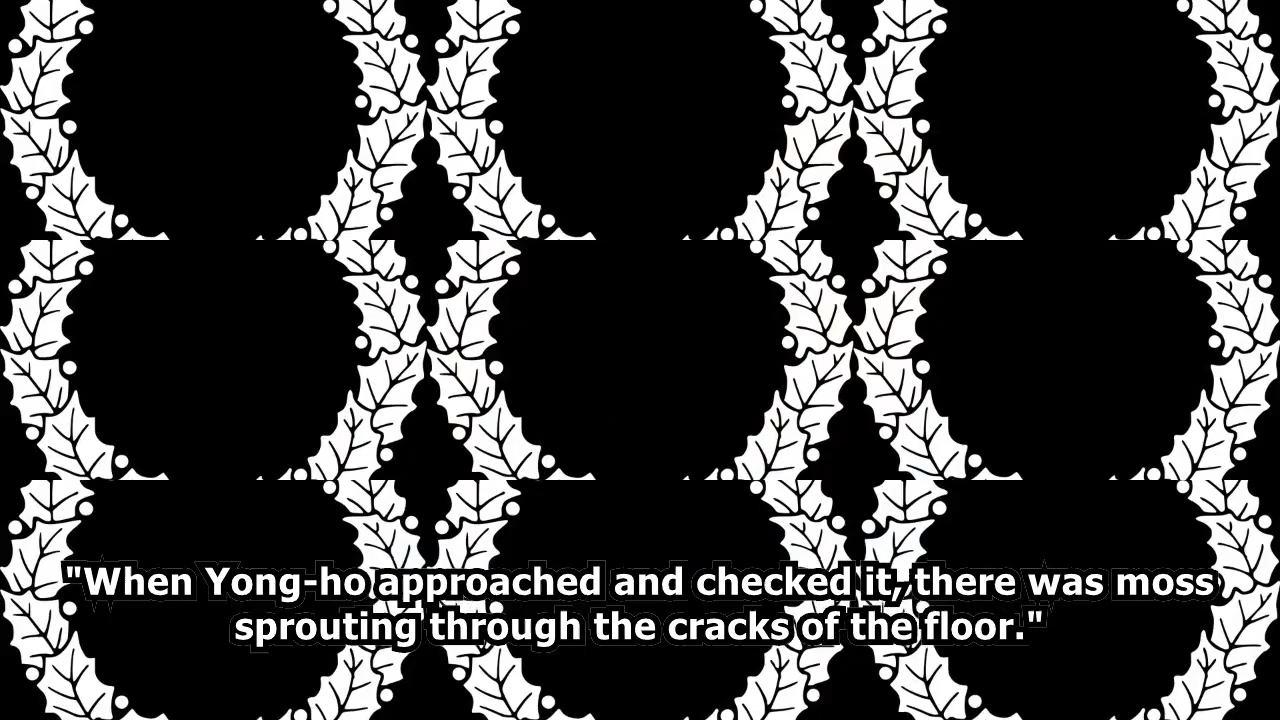 "When Yong-ho approached and checked it, there was moss
sprouting through the cracks of the floor."